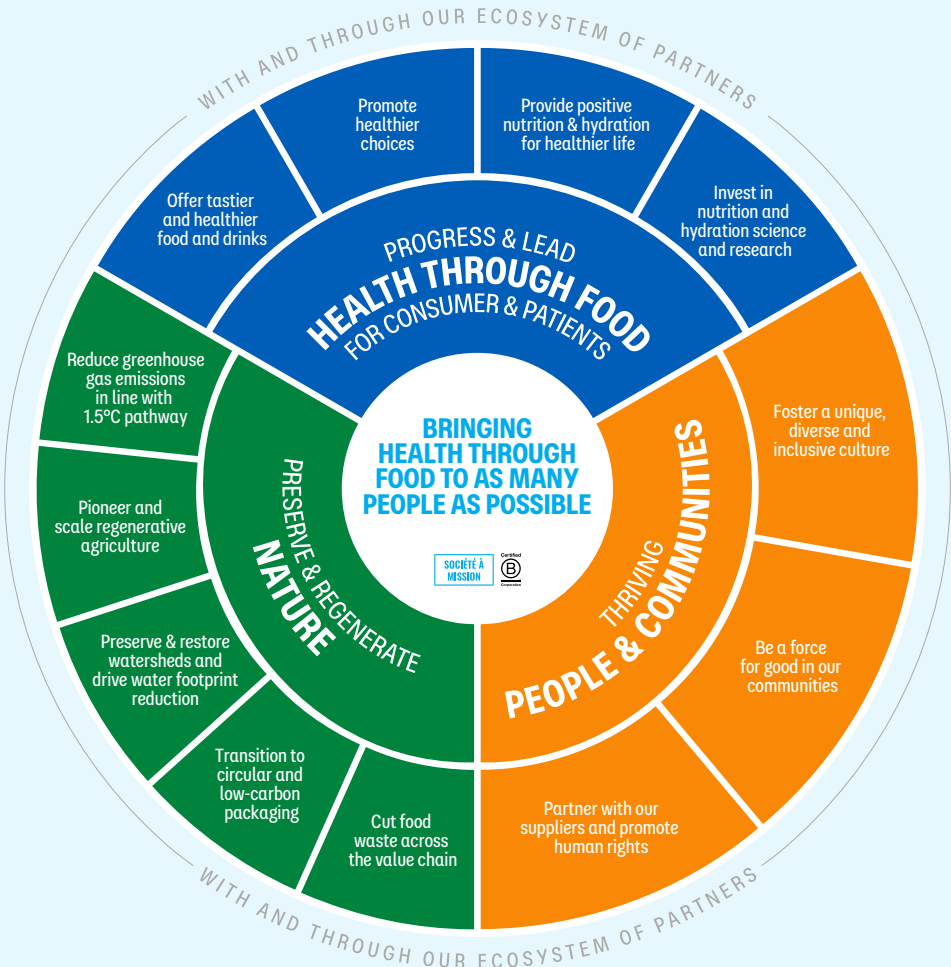 WITH AND THROUGH OUR ECOSYSTEM OF PARTNERS
Promote
healthier
choices
Provide positive
nutrition & hydration
for healthier life
Offer tastier
and healthier
food and drinks
Invest in
nutrition and
hydration science
and research
PROGRESS & LEAD
HEALTH THROUGH FOOD
FOR CONSUMER & PATIENTS
Reduce greenhouse
gas emissions
in line with
1.5°C pathway
Pioneer and
scale regenerative
agriculture
Preserve & restore
watersheds and
drive water footprint
reduction
Transition to
circular and
low-carbon
packaging
Cut food
waste across
the value chain
PRESERVE & REGENERATE
NATURE
BRINGING
HEALTH THROUGH
FOOD TO AS MANY
PEOPLE AS POSSIBLE
SOCIÉTÉ À
MISSION
Certified
B
Corporation
THRIVING
PEOPLE & COMMUNITIES
Foster a unique,
diverse and
inclusive culture
Be a force
for good in our
communities
Partner with our
suppliers and promote
human rights
WITH AND THROUGH OUR ECOSYSTEM OF PARTNERS